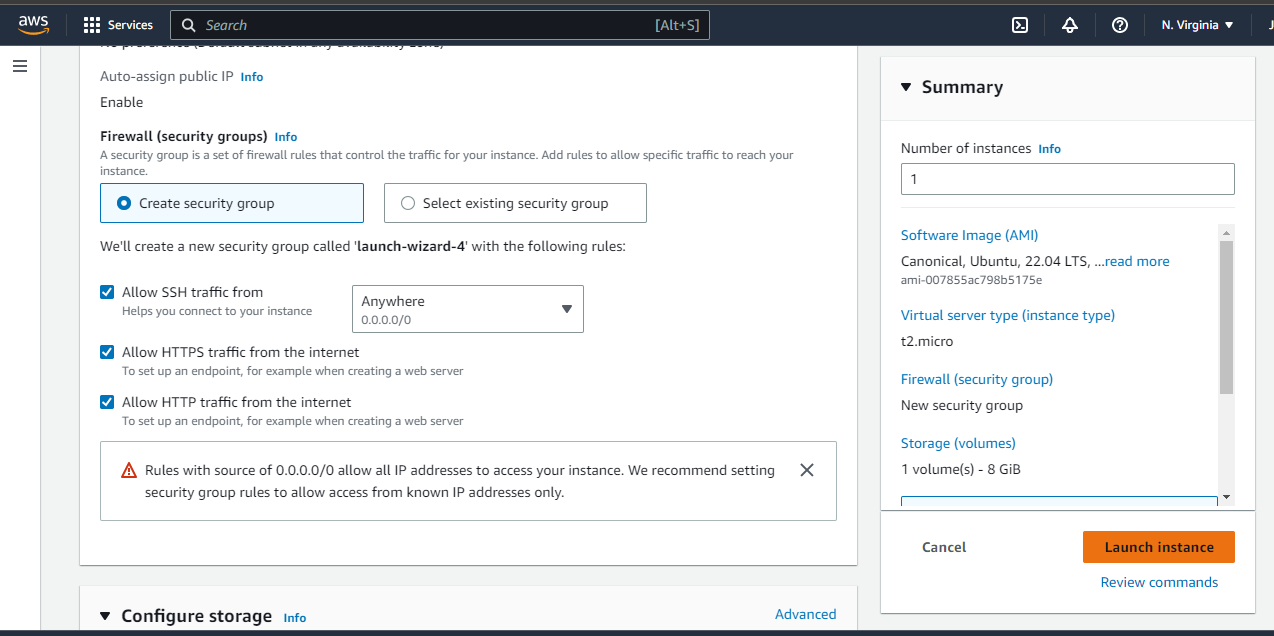 aws
Services
Search
[Alt+S]
N. Virginia
Auto-assign public IP Info
Enable
Firewall (security groups) Info
A security group is a set of firewall rules that control the traffic for your instance. Add rules to allow specific traffic to reach your
instance.
Create security group
Select existing security group
We'll create a new security group called 'launch-wizard-4' with the following rules:
Allow SSH traffic from
Helps you connect to your instance
Anywhere
0.0.0.0/0
Allow HTTPS traffic from the internet
To set up an endpoint, for example when creating a web server
Allow HTTP traffic from the internet
To set up an endpoint, for example when creating a web server
Rules with source of 0.0.0.0/0 allow all IP addresses to access your instance. We recommend setting
security group rules to allow access from known IP addresses only.
Configure storage Info
Advanced
Summary
Number of instances Info
1
Software Image (AMI)
Canonical, Ubuntu, 22.04 LTS, ...read more
ami-007855ac798b5175e
Virtual server type (instance type)
t2.micro
Firewall (security group)
New security group
Storage (volumes)
1 volume(s) - 8 GiB
Cancel
Launch instance
Review commands